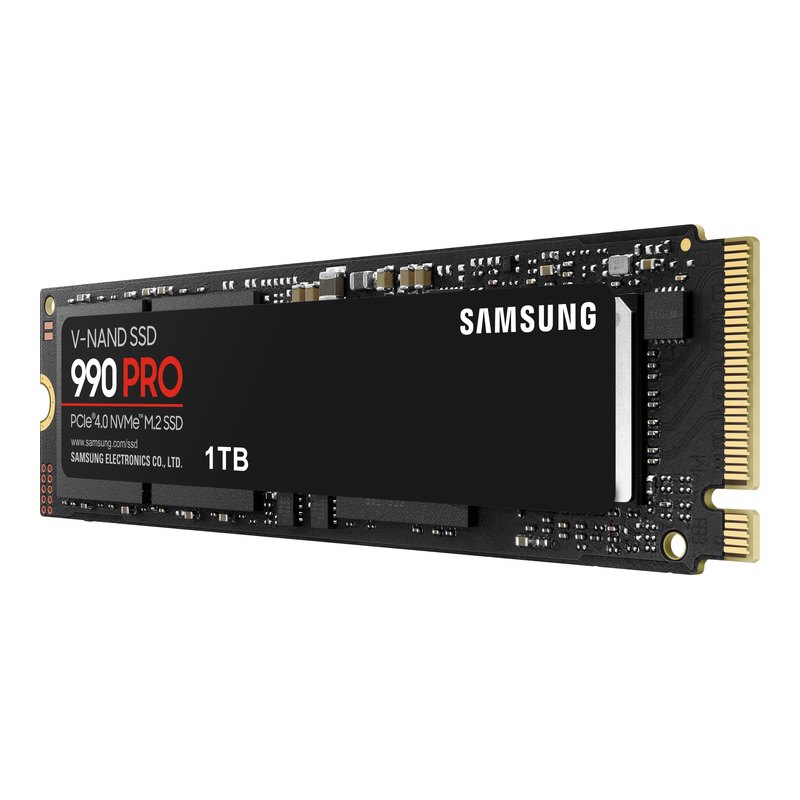 SAMSUNG
V-NAND SSD
990 PRO
PCIe®4.0 NVMe™ M.2 SSD
www.samsung.com/ssd
SAMSUNG ELECTRONICS CO., LTD.
1TB